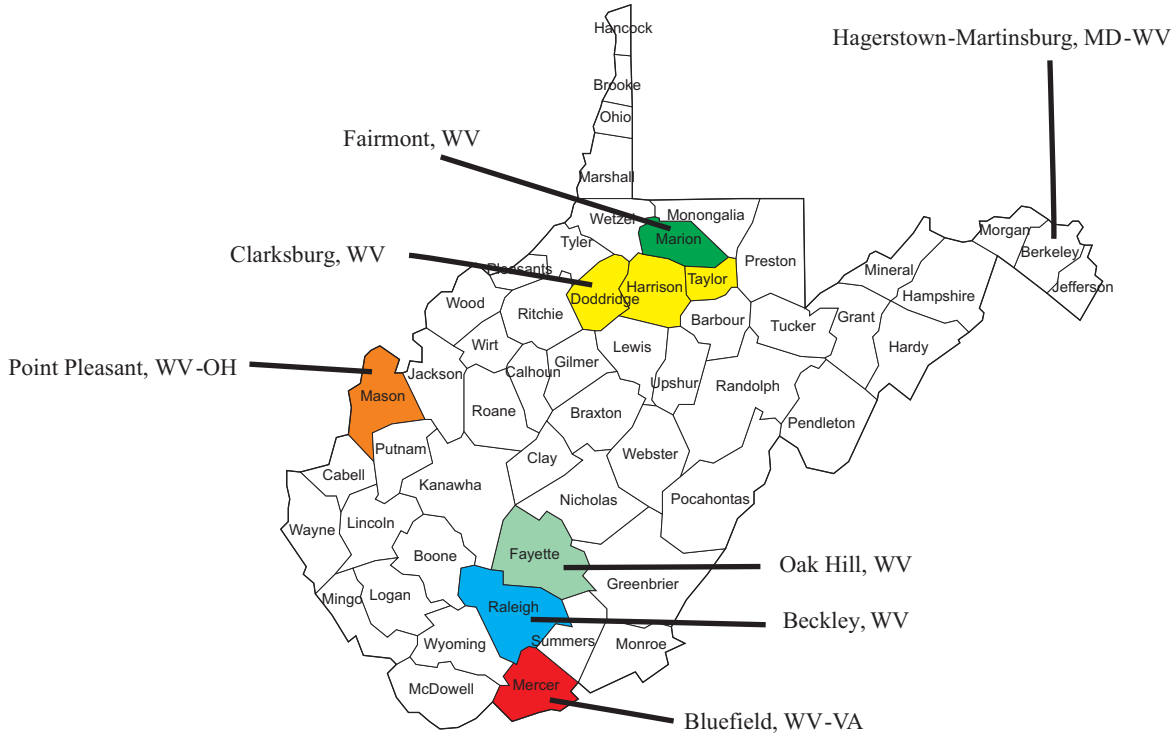 Hancock
Hagerstown-Martinsburg, MD-WV
Brooke
Ohio
Fairmont, WV
Marshall
Wetzel
Monongalia
Marion
Morgan
Tyler
Berkeley
Clarksburg, WV
Preston
Pleasants
Mineral
Taylor
Harrison
Jefferson
Doddridge
Hampshire
Wood
Ritchie
Barbour
Tucker
Grant
Wirt
Lewis
Hardy
Point Pleasant, WV-OH
Jackson
Calhoun
Gilmer
Upshur
Randolph
Mason
Roane
Braxton
Pendleton
Putnam
Clay
Webster
Cabell
Kanawha
Nicholas
Pocahontas
Wayne
Lincoln
Boone
Fayette
Oak Hill, WV
Greenbrier
Mingo
Logan
Raleigh
Beckley, WV
Wyoming
Summers
Monroe
McDowell
Mercer
Bluefield, WV-VA